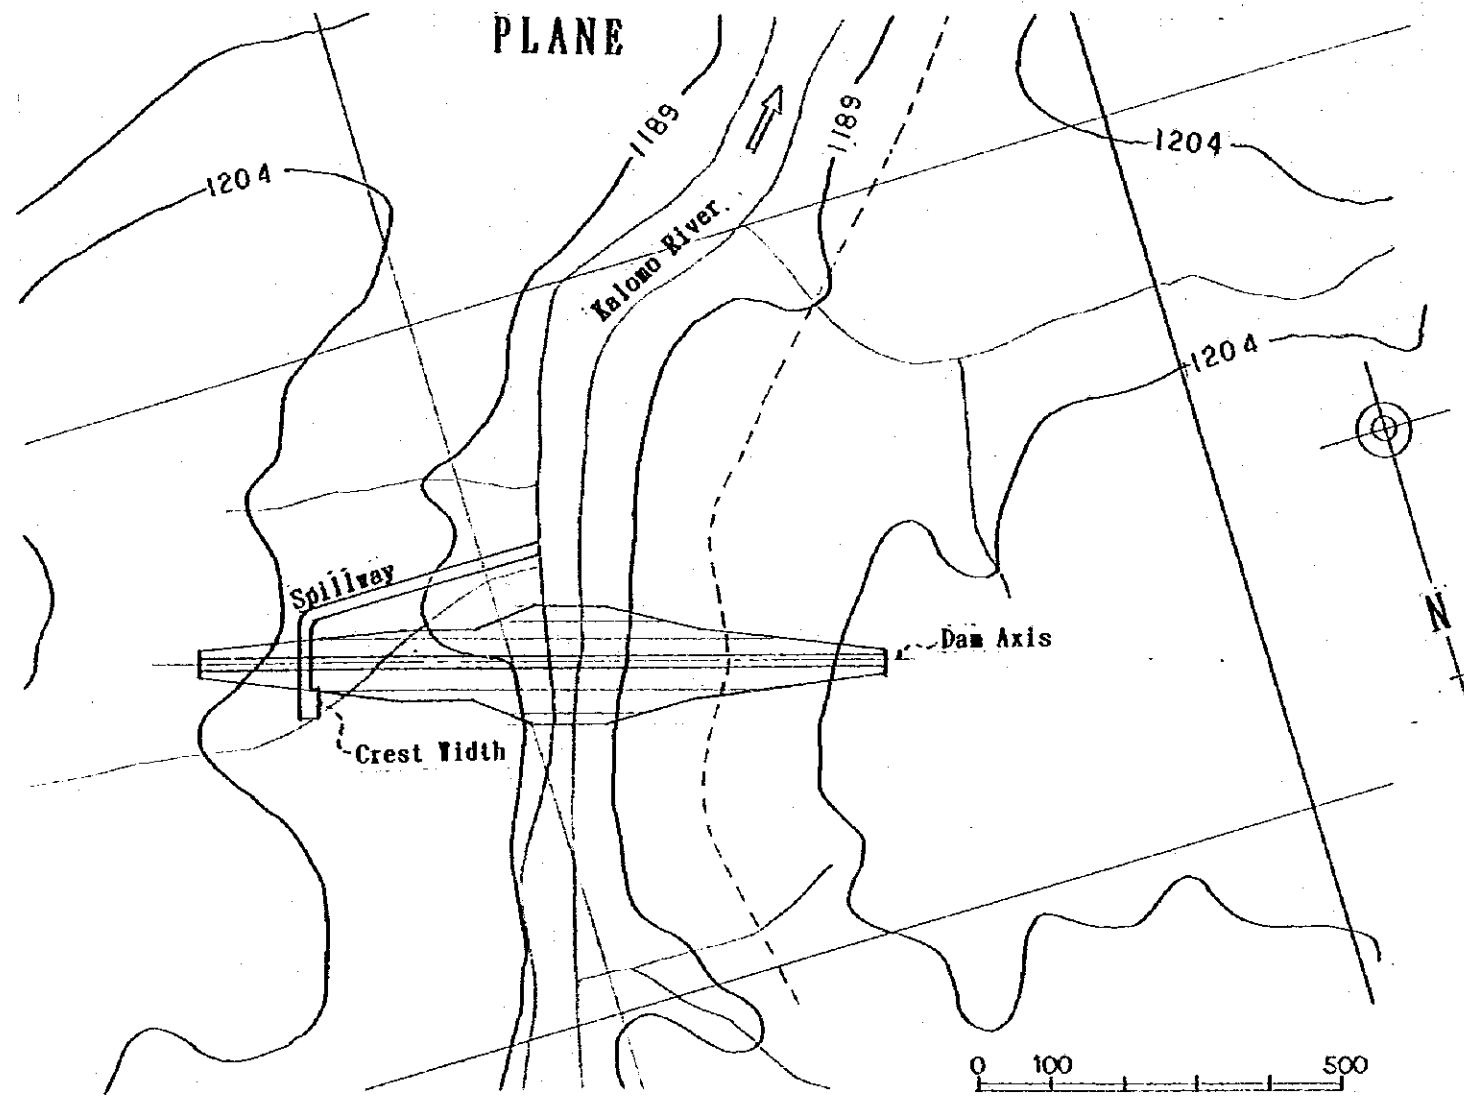 PLANE
1189
1189
1204
1204
Kalomo River
1204
Spillway
N
Dam Axis
Crest Width
0 100 500